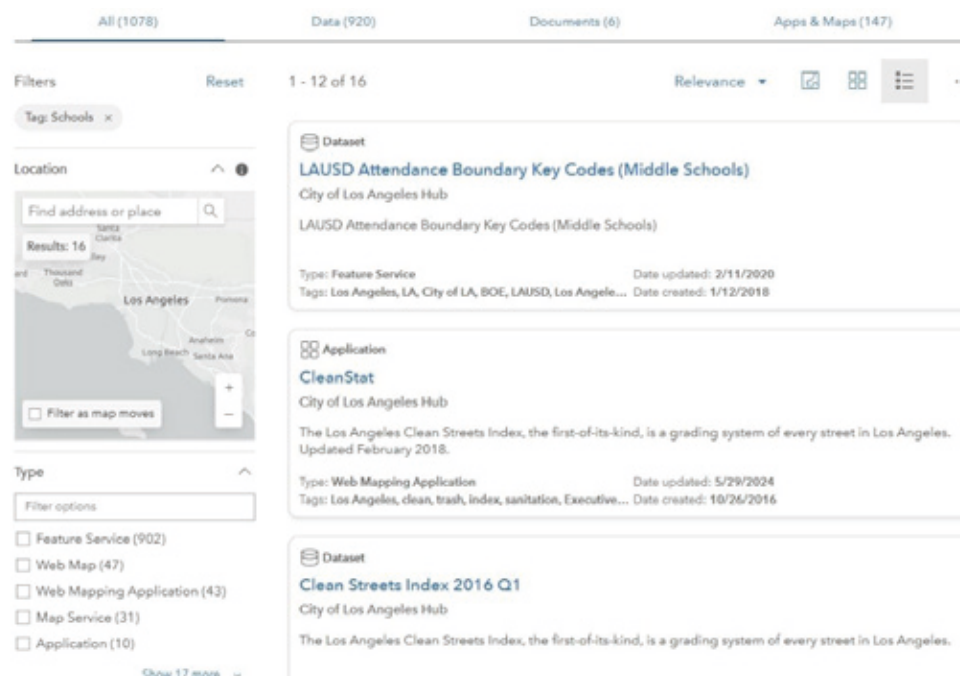 All (1078)
Data (920)
Documents (6)
Apps & Maps (147)
Filters
Reset
Tag: Schools ×
Location
Find address or place
Results: 16
Santa
Clarita
Thousand
Oaks
Los Angeles
Pomona
Anaheim
Long Beach
Santa Ana
+
−
Filter as map moves
Type
Filter options
Feature Service (902)
Web Map (47)
Web Mapping Application (43)
Map Service (31)
Application (10)
Show 17 more
1 - 12 of 16
Relevance
Dataset
LAUSD Attendance Boundary Key Codes (Middle Schools)
City of Los Angeles Hub
LAUSD Attendance Boundary Key Codes (Middle Schools)
Type: Feature Service Date updated: 2/11/2020
Tags: Los Angeles, LA, City of LA, BOE, LAUSD, Los Angele... Date created: 1/12/2018
Application
CleanStat
City of Los Angeles Hub
The Los Angeles Clean Streets Index, the first-of-its-kind, is a grading system of every street in Los Angeles.
Updated February 2018.
Type: Web Mapping Application Date updated: 5/29/2024
Tags: Los Angeles, clean, trash, index, sanitation, Executive... Date created: 10/26/2016
Dataset
Clean Streets Index 2016 Q1
City of Los Angeles Hub
The Los Angeles Clean Streets Index, the first-of-its-kind, is a grading system of every street in Los Angeles.